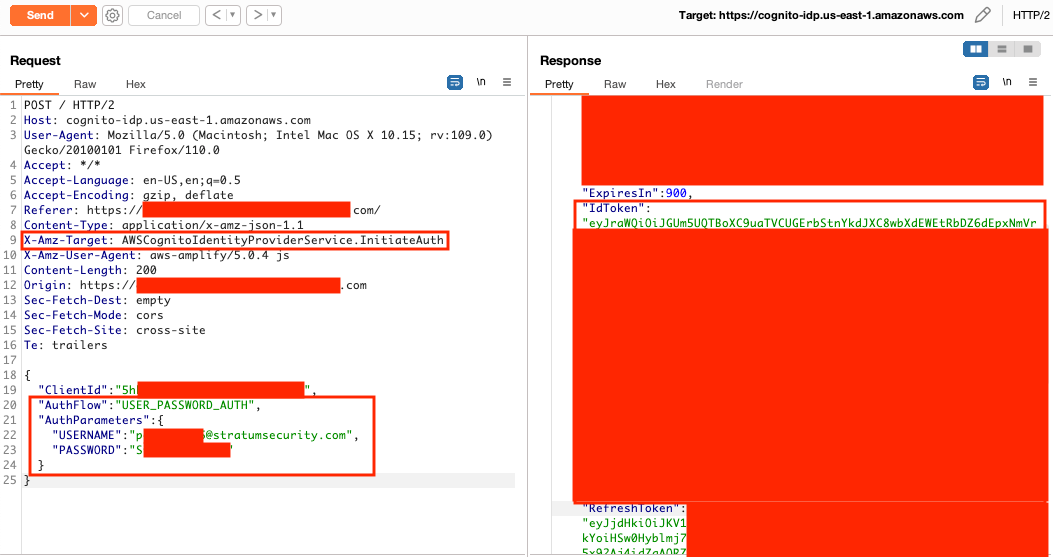 Send
Cancel
Target: https://cognito-idp.us-east-1.amazonaws.com
HTTP/2
Request
Pretty Raw Hex
\n
1 POST / HTTP/2
2 Host: cognito-idp.us-east-1.amazonaws.com
3 User-Agent: Mozilla/5.0 (Macintosh; Intel Mac OS X 10.15; rv:109.0)
Gecko/20100101 Firefox/110.0
4 Accept: */*
5 Accept-Language: en-US,en;q=0.5
6 Accept-Encoding: gzip, deflate
7 Referer: https:// com/
8 Content-Type: application/x-amz-json-1.1
9 X-Amz-Target: AWSCognitoIdentityProviderService.InitiateAuth
10 X-Amz-User-Agent: aws-amplify/5.0.4 js
11 Content-Length: 200
12 Origin: https:// .com
13 Sec-Fetch-Dest: empty
14 Sec-Fetch-Mode: cors
15 Sec-Fetch-Site: cross-site
16 Te: trailers
17
18 {
19 "ClientId":"5h ",
20 "AuthFlow":"USER_PASSWORD_AUTH",
21 "AuthParameters":{
22 "USERNAME":"p @stratumsecurity.com",
23 "PASSWORD":"S "
24 }
25 }
Response
Pretty Raw Hex Render
\n
"ExpiresIn":900,
"IdToken":
"RefreshToken":
"eyJjdHkiOiJKV1
kYoiHSw0Hyblmj7